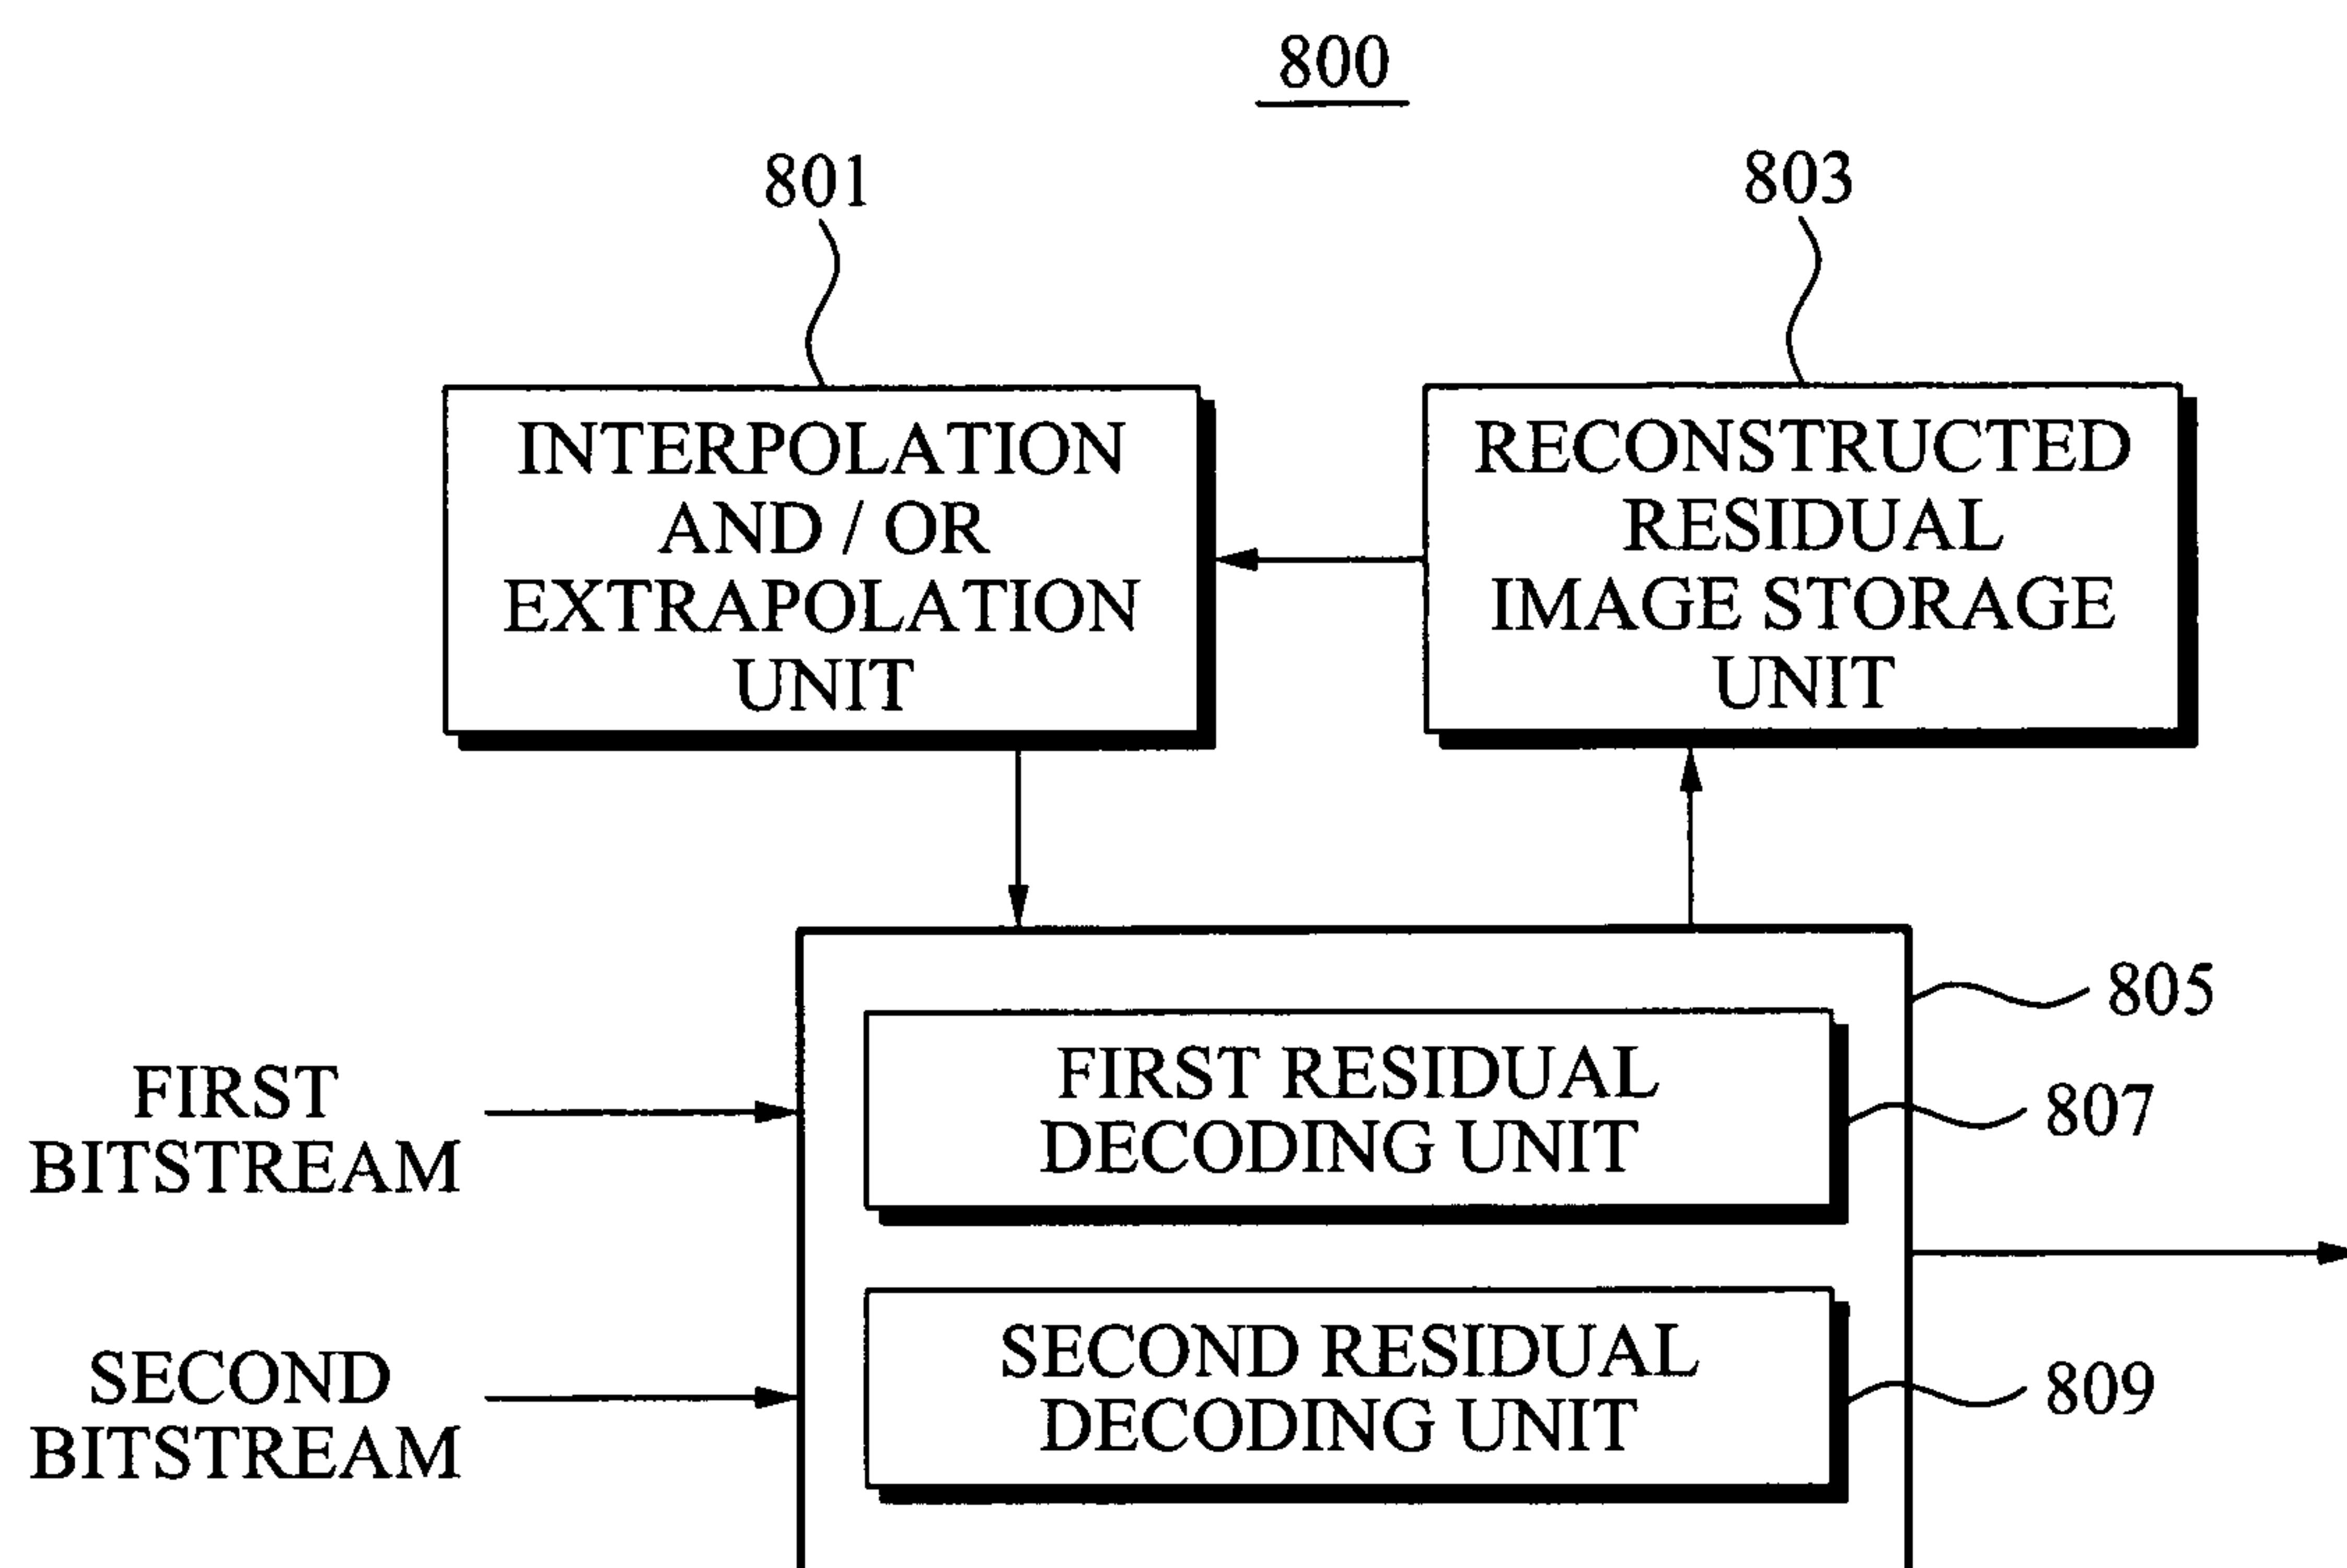 800
801
803
INTERPOLATION
AND / OR
EXTRAPOLATION
UNIT
RECONSTRUCTED
RESIDUAL
IMAGE STORAGE
UNIT
805
FIRST
BITSTREAM
FIRST RESIDUAL
DECODING UNIT
807
SECOND
BITSTREAM
SECOND RESIDUAL
DECODING UNIT
809